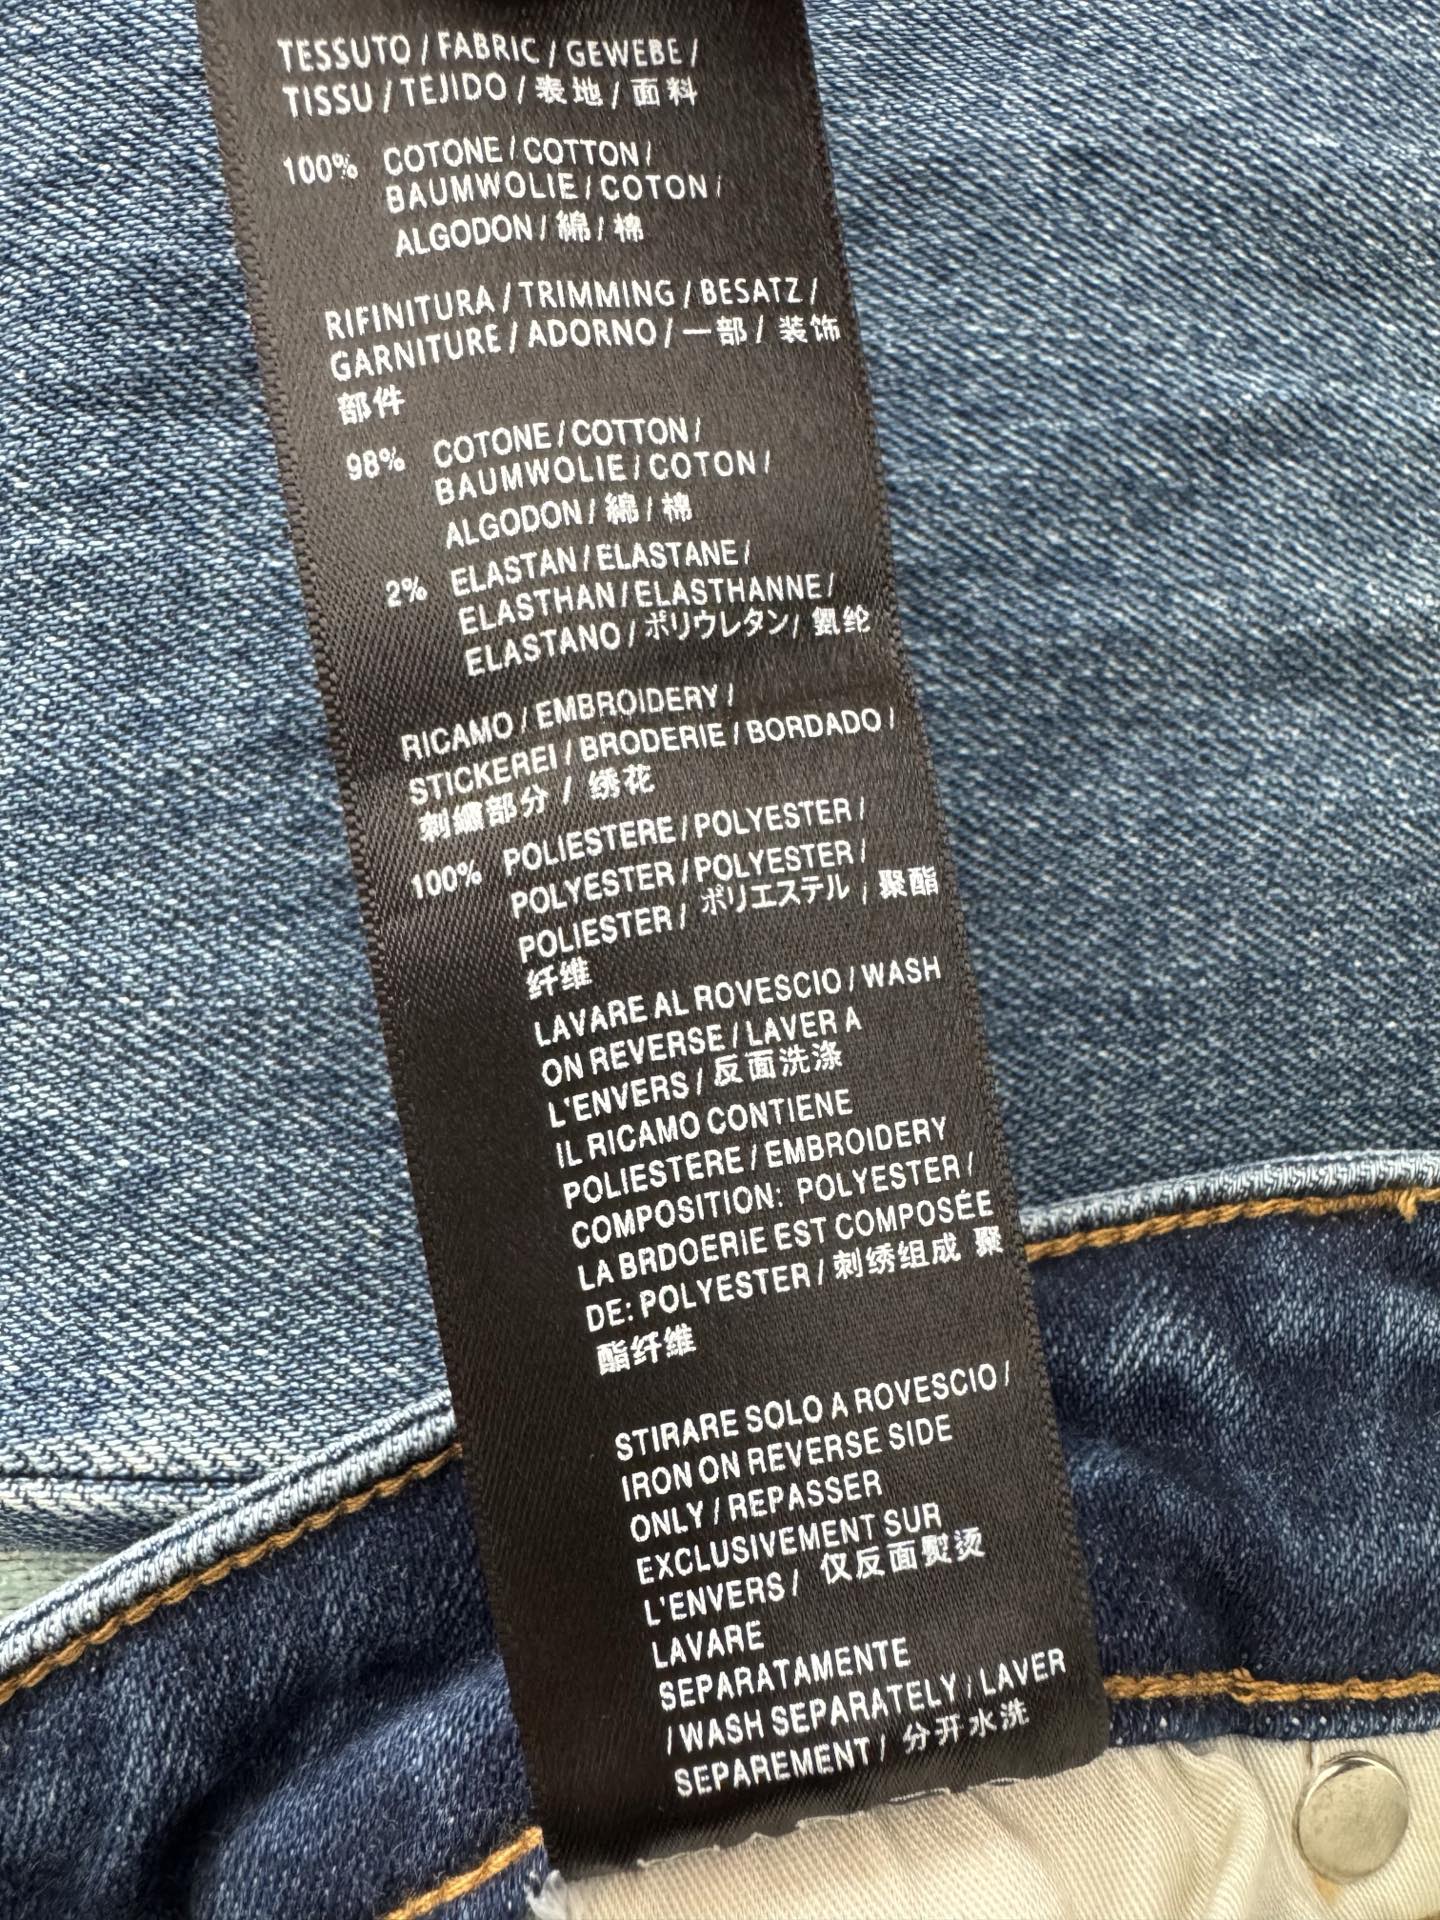 TESSUTO / FABRIC / GEWEBE /
TISSU / TEJIDO / 表地 / 面料
100% COTONE / COTTON /
BAUMWOLIE / COTON /
ALGODON / 綿 / 棉
RIFINITURA / TRIMMING / BESATZ /
GARNITURE / ADORNO / 一部 / 装饰
部件
98% COTONE / COTTON /
BAUMWOLIE / COTON /
ALGODON / 綿 / 棉
2% ELASTAN / ELASTANE /
ELASTHAN / ELASTHANNE /
ELASTANO / ポリウレタン / 氨纶
RICAMO / EMBROIDERY /
STICKEREI / BRODERIE / BORDADO /
刺繍部分 / 绣花
100% POLIESTERE / POLYESTER /
POLYESTER / POLYESTER /
POLIESTER / ポリエステル / 聚酯
纤维
LAVARE AL ROVESCIO / WASH
ON REVERSE / LAVER A
L'ENVERS / 反面洗涤
IL RICAMO CONTIENE
POLIESTERE / EMBROIDERY
COMPOSITION: POLYESTER /
LA BRDOERIE EST COMPOSÉE
DE: POLYESTER / 刺绣组成 聚
酯纤维
STIRARE SOLO A ROVESCIO /
IRON ON REVERSE SIDE
ONLY / REPASSER
EXCLUSIVEMENT SUR
L'ENVERS / 仅反面熨烫
LAVARE
SEPARATAMENTE
/ WASH SEPARATELY / LAVER
SEPAREMENT / 分开水洗